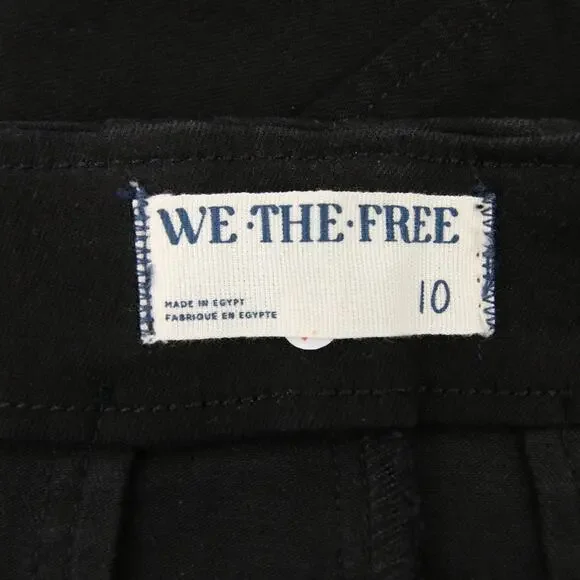 WE·THE·FREE
MADE IN EGYPT
FABRIQUE EN EGYPTE
10